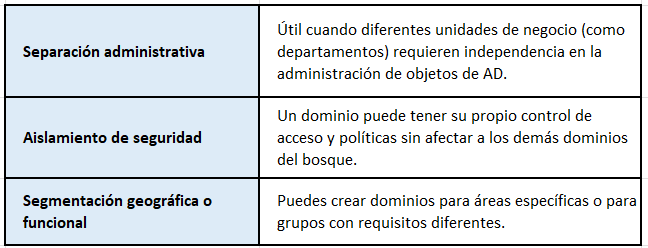 Separación administrativa
Útil cuando diferentes unidades de negocio (como
departamentos) requieren independencia en la
administración de objetos de AD.
Aislamiento de seguridad
Un dominio puede tener su propio control de
acceso y políticas sin afectar a los demás dominios
del bosque.
Segmentación geográfica o
funcional
Puedes crear dominios para áreas específicas o para
grupos con requisitos diferentes.